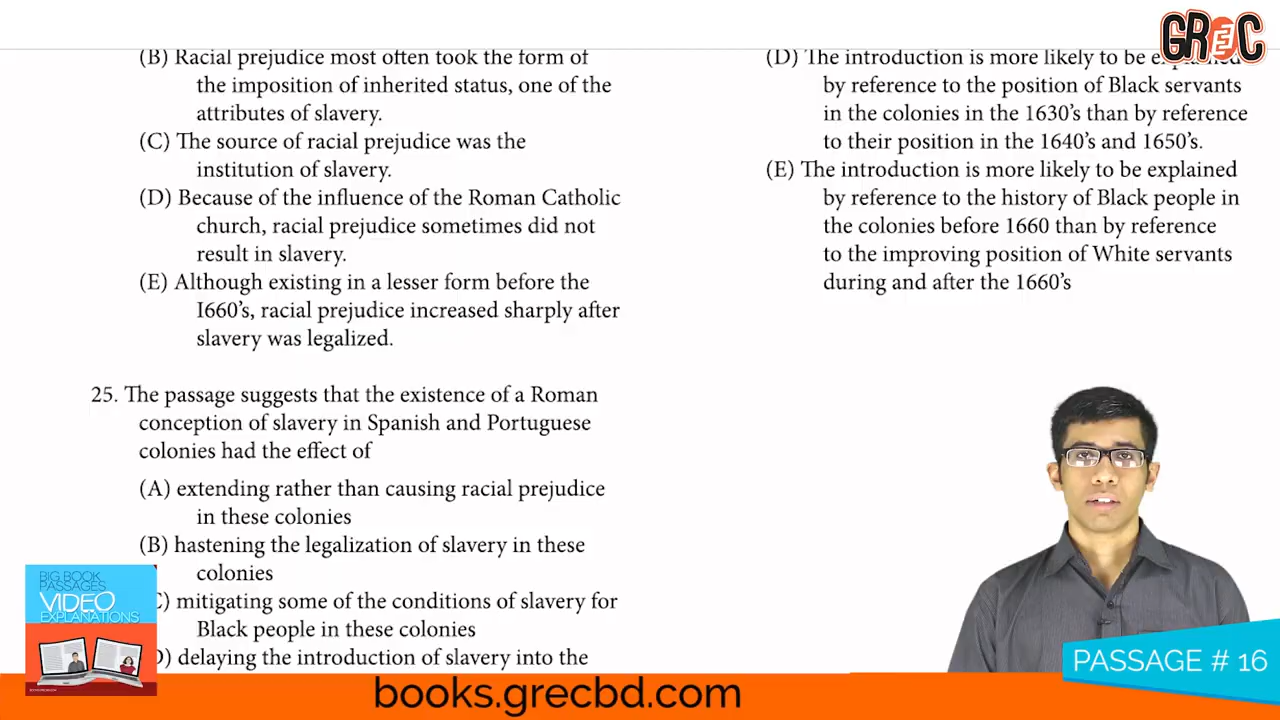 GREC
(B) Racial prejudice most often took the form of
the imposition of inherited status, one of the
attributes of slavery.
(C) The source of racial prejudice was the
institution of slavery.
(D) Because of the influence of the Roman Catholic
church, racial prejudice sometimes did not
result in slavery.
(E) Although existing in a lesser form before the
I660's, racial prejudice increased sharply after
slavery was legalized.
25. The passage suggests that the existence of a Roman
conception of slavery in Spanish and Portuguese
colonies had the effect of
(A) extending rather than causing racial prejudice
in these colonies
(B) hastening the legalization of slavery in these
colonies
C) mitigating some of the conditions of slavery for
Black people in these colonies
D) delaying the introduction of slavery into the
(D) The introduction is more likely to be explained
by reference to the position of Black servants
in the colonies in the 1630's than by reference
to their position in the 1640's and 1650's.
(E) The introduction is more likely to be explained
by reference to the history of Black people in
the colonies before 1660 than by reference
to the improving position of White servants
during and after the 1660's
BIG BOOK
PASSAGES
VIDEO
EXPLANATIONS
PASSAGE # 16
books.grecbd.com